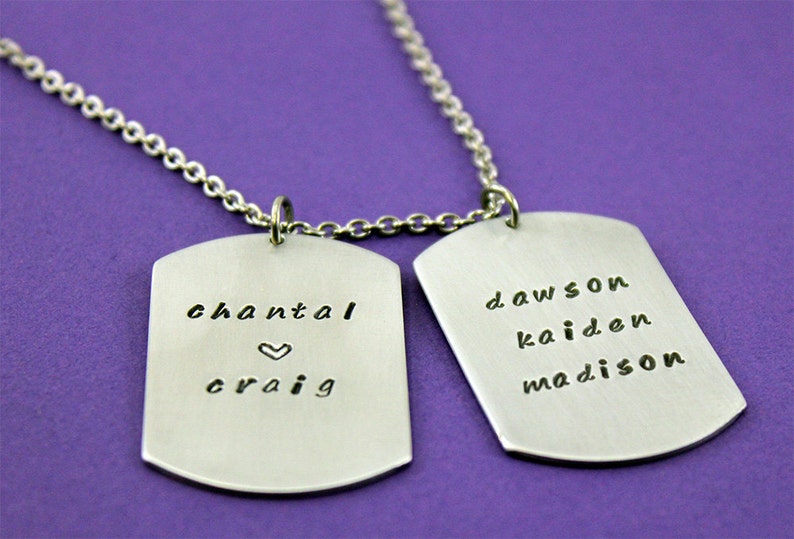 chantal
♡
craig
dawson
kaiden
madison